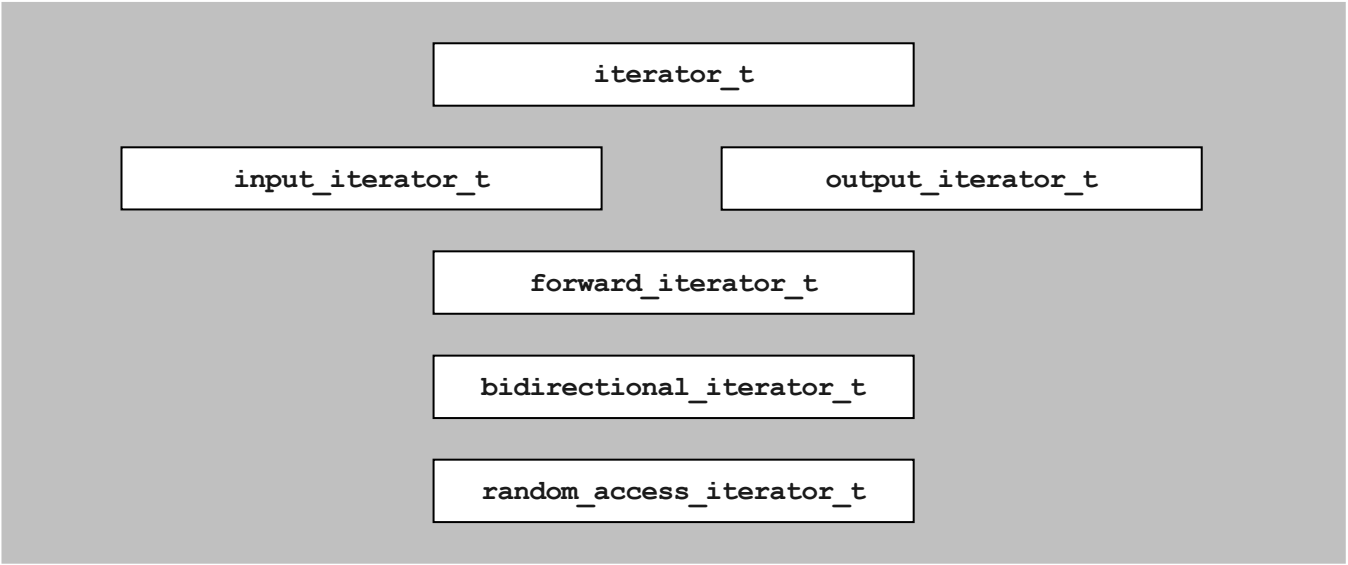 iterator_t
input_iterator_t
output_iterator_t
forward_iterator_t
bidirectional_iterator_t
random_access_iterator_t